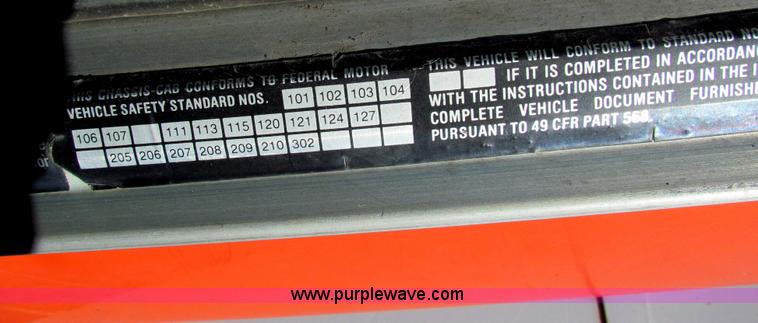 THIS CHASSIS-CAB CONFORMS TO FEDERAL MOTOR
VEHICLE SAFETY STANDARD NOS. 101 102 103 104
106 107 111 113 115 120 121 124 127
205 206 207 208 209 210 302
THIS VEHICLE WILL CONFORM TO STANDARD NO
IF IT IS COMPLETED IN ACCORDANC
WITH THE INSTRUCTIONS CONTAINED IN THE I
COMPLETE VEHICLE DOCUMENT FURNISHE
PURSUANT TO 49 CFR PART 568.
www.purplewave.com